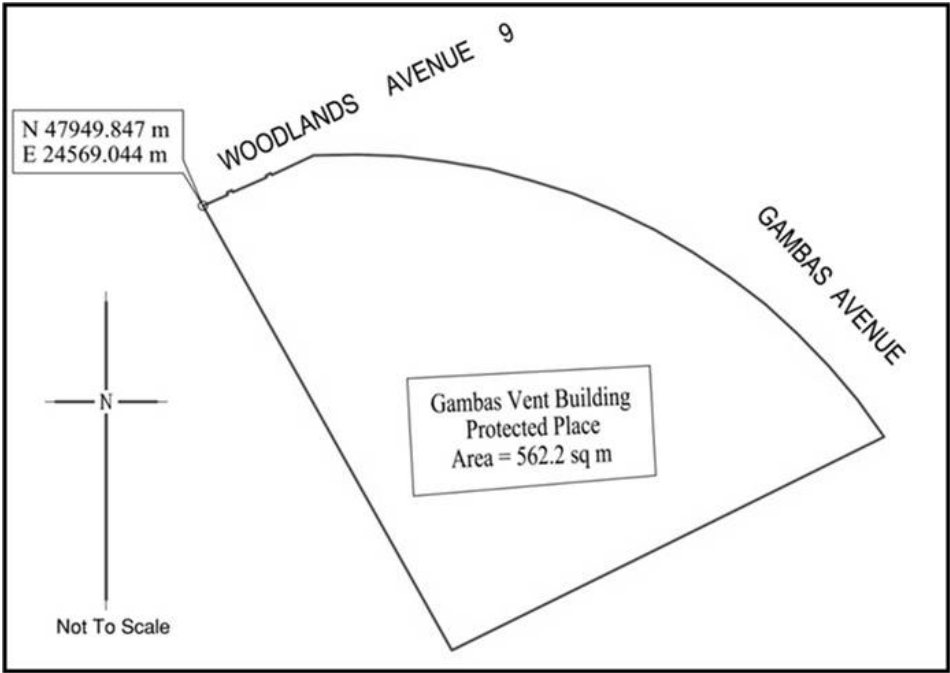 WOODLANDS AVENUE 9
N 47949.847 m
E 24569.044 m
GAMBAS AVENUE
Gambas Vent Building
Protected Place
Area = 562.2 sq m
N
Not To Scale